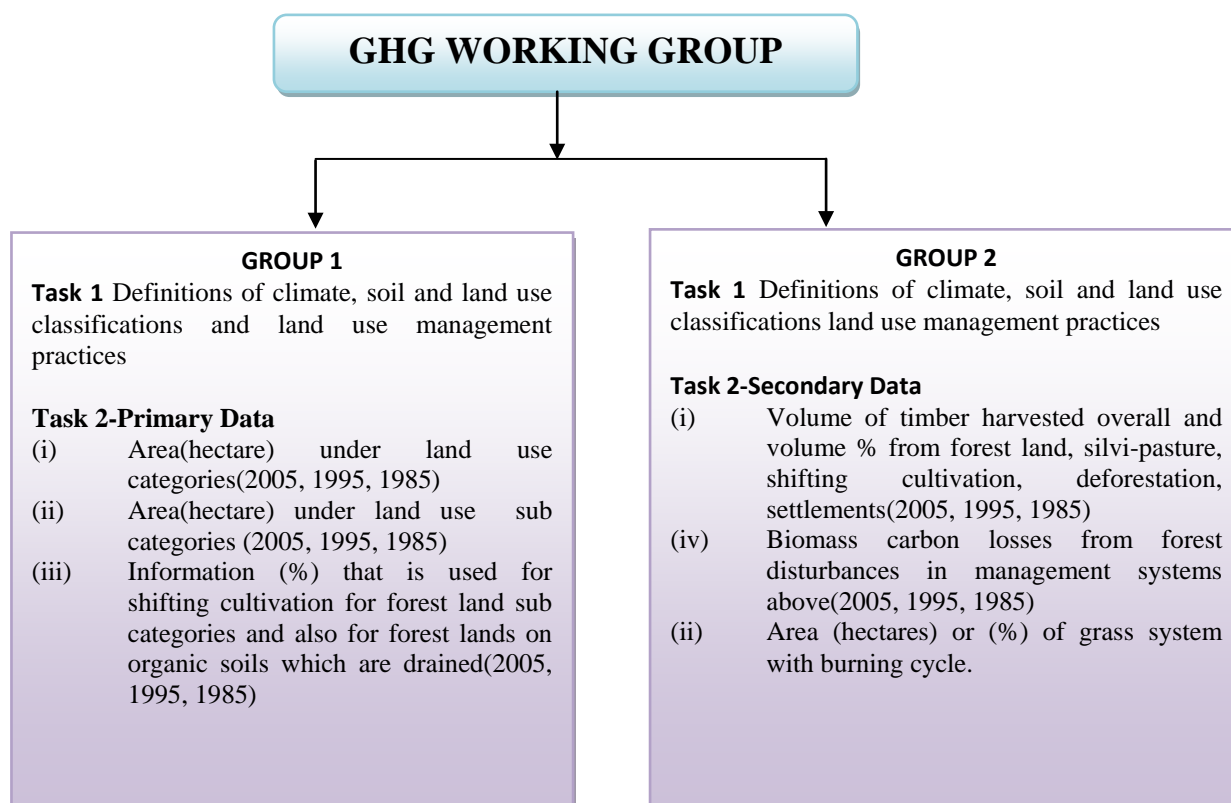 GHG WORKING GROUP
GROUP 1
Task 1 Definitions of climate, soil and land use
classifications and land use management
practices
Task 2-Primary Data
(i) Area(hectare) under land use
categories(2005, 1995, 1985)
(ii) Area(hectare) under land use sub
categories (2005, 1995, 1985)
(iii) Information (%) that is used for
shifting cultivation for forest land sub
categories and also for forest lands on
organic soils which are drained(2005,
1995, 1985)
GROUP 2
Task 1 Definitions of climate, soil and land use
classifications land use management practices
Task 2-Secondary Data
(i) Volume of timber harvested overall and
volume % from forest land, silvi-pasture,
shifting cultivation, deforestation,
settlements(2005, 1995, 1985)
(iv) Biomass carbon losses from forest
disturbances in management systems
above(2005, 1995, 1985)
(ii) Area (hectares) or (%) of grass system
with burning cycle.